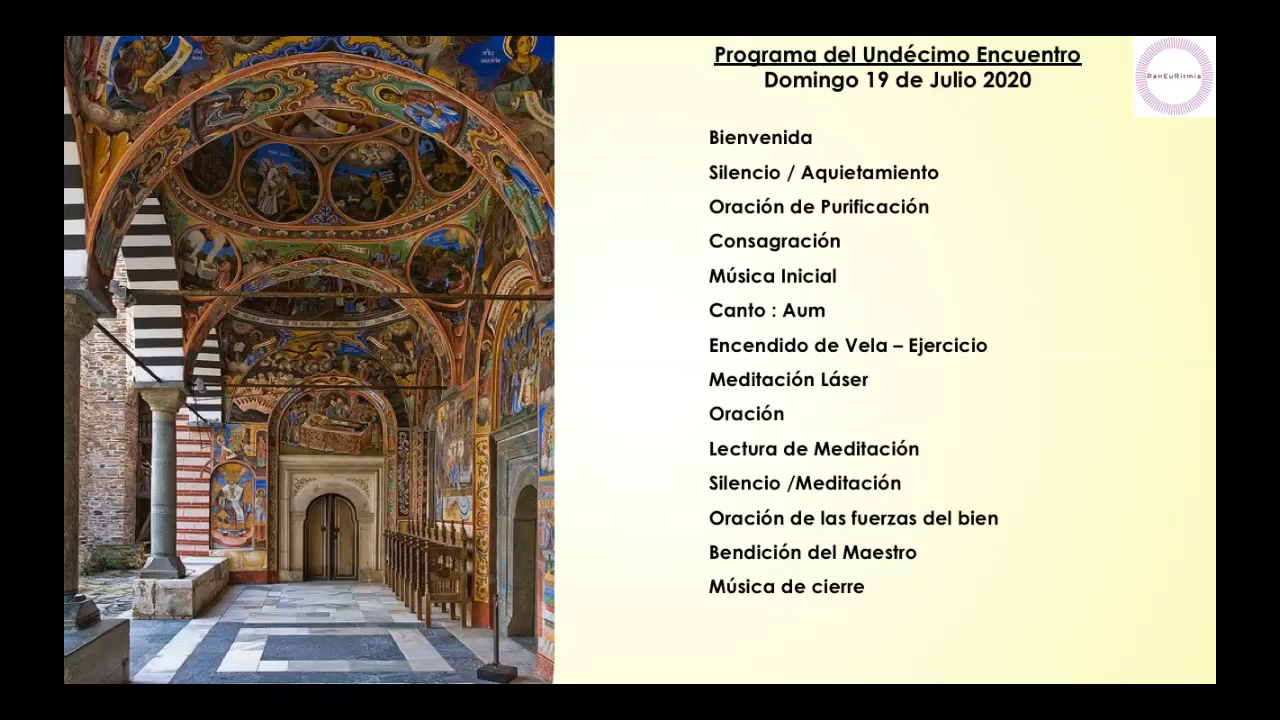 Programa del Undécimo Encuentro
Domingo 19 de Julio 2020
PanEuRitmia
Bienvenida
Silencio / Aquietamiento
Oración de Purificación
Consagración
Música Inicial
Canto : Aum
Encendido de Vela – Ejercicio
Meditación Láser
Oración
Lectura de Meditación
Silencio /Meditación
Oración de las fuerzas del bien
Bendición del Maestro
Música de cierre